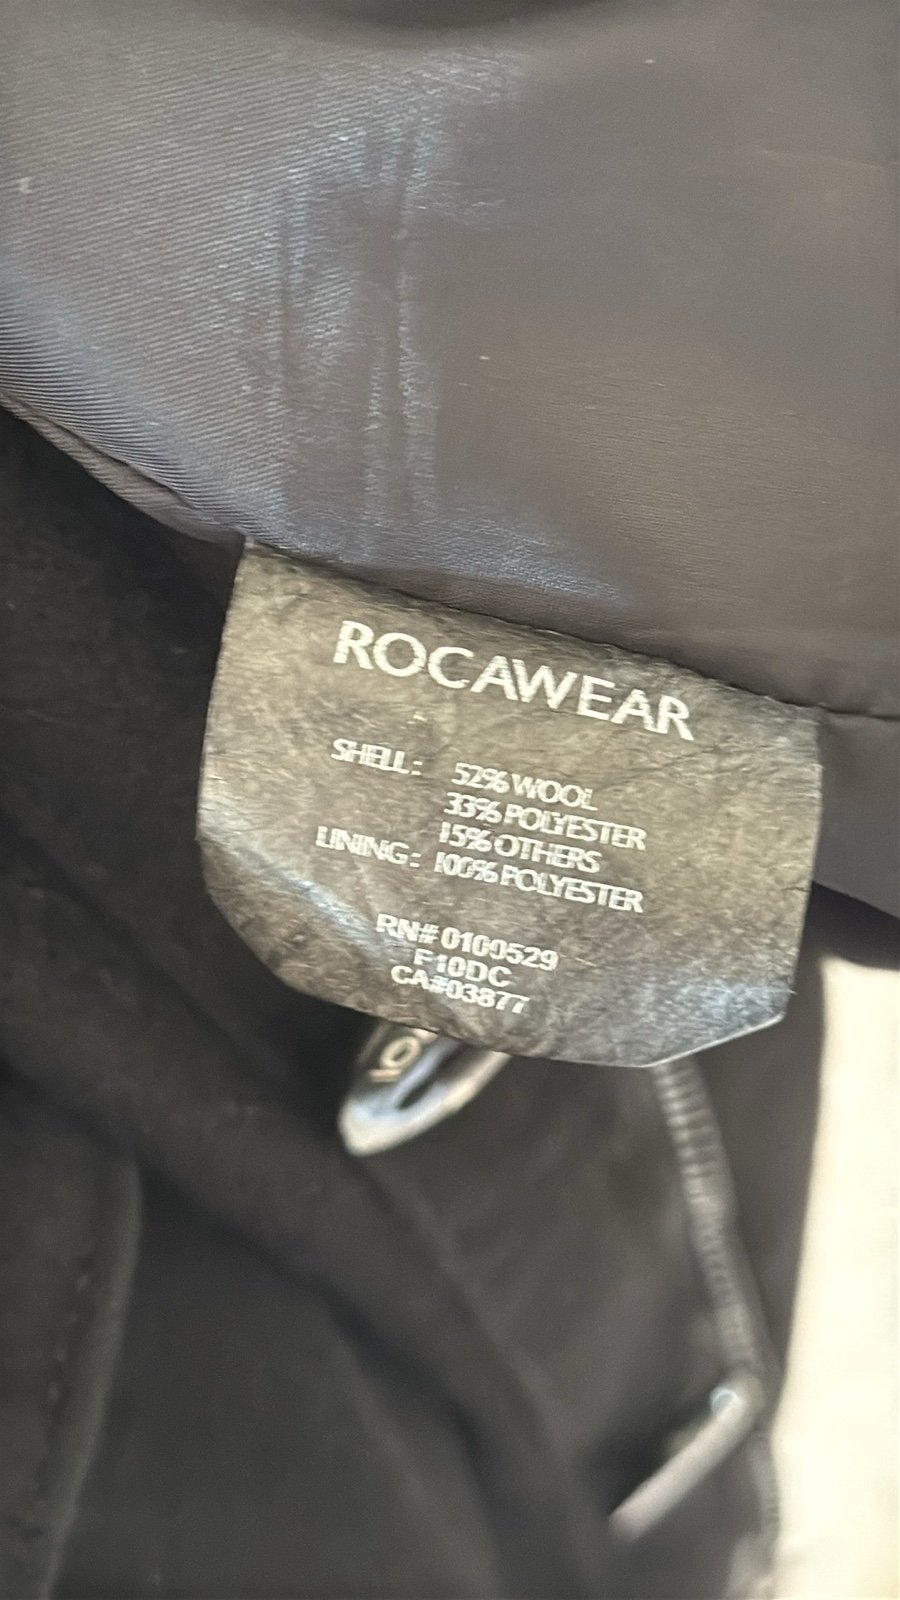 ROCAWEAR
SHELL: 52% WOOL
33% POLYESTER
15% OTHERS
LINING: 100% POLYESTER
RN# 0100529
F10DC
CA#03877